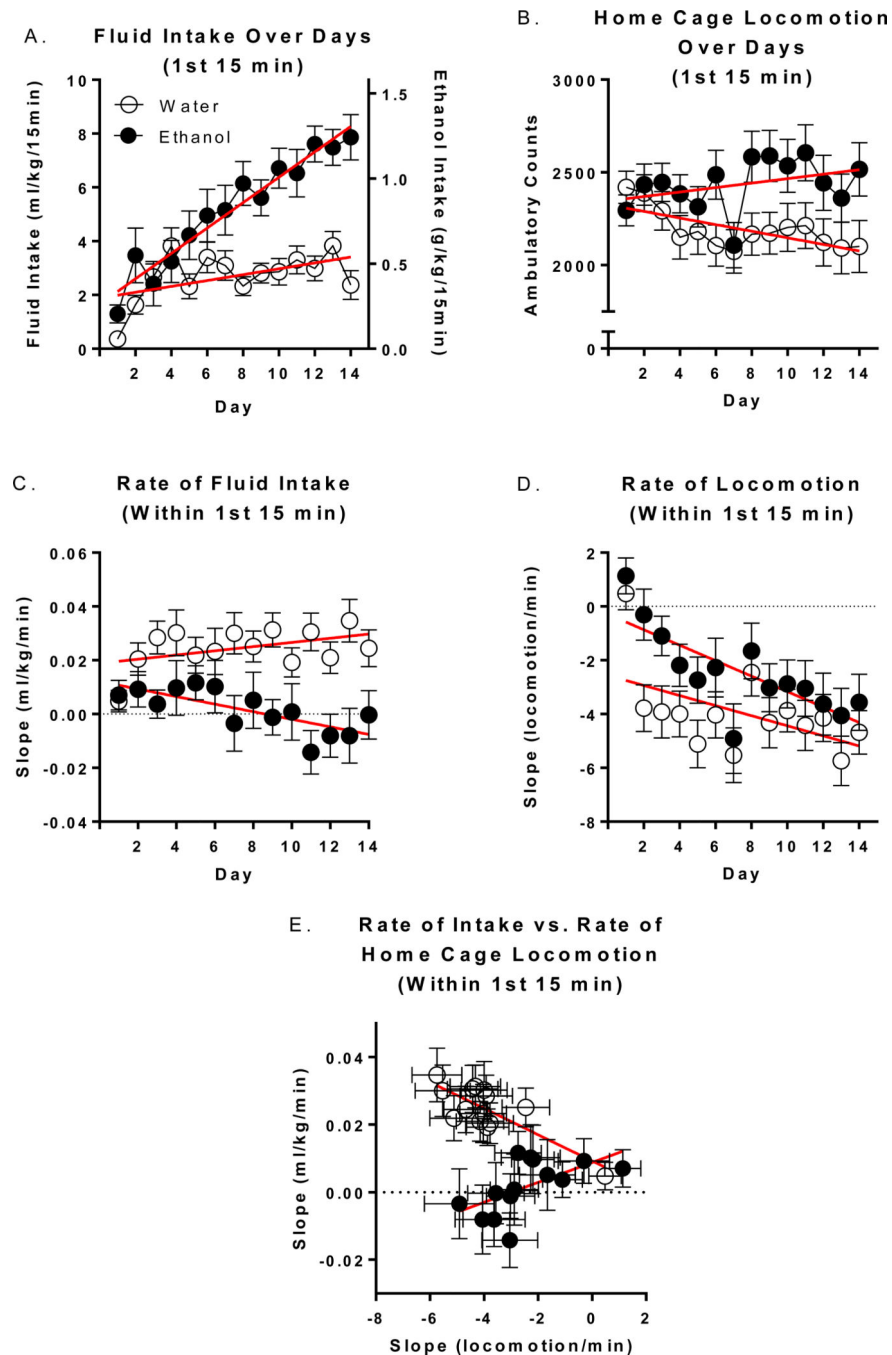 A. Fluid Intake Over Days
(1st 15 min)
Fluid Intake (ml/kg/15min)
10
8
6
4
2
0
Water
Ethanol
1.5
1.0
0.5
0.0
Ethanol Intake (g/kg/15min)
2 4 6 8 10 12 14
Day
B. Home Cage Locomotion
Over Days
(1st 15 min)
Ambulatory Counts
3000
2500
2000
0
2 4 6 8 10 12 14
Day
C. Rate of Fluid Intake
(Within 1st 15 min)
Slope (ml/kg/min)
0.06
0.04
0.02
0.00
-0.02
-0.04
2 4 6 8 10 12 14
Day
D. Rate of Locomotion
(Within 1st 15 min)
Slope (locomotion/min)
2
0
-2
-4
-6
-8
2 4 6 8 10 12 14
Day
E. Rate of Intake vs. Rate of
Home Cage Locomotion
(Within 1st 15 min)
Slope (ml/kg/min)
0.04
0.02
0.00
-0.02
-8 -6 -4 -2 0 2
Slope (locomotion/min)